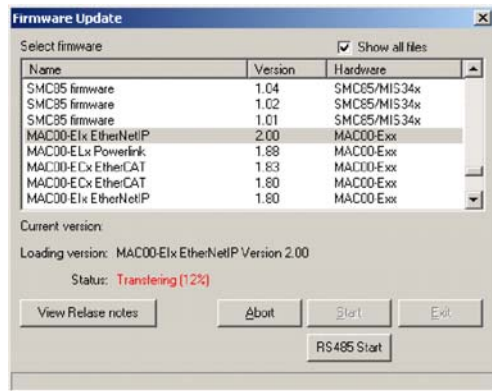 Firmware Update
Select firmware
Show all files
Name Version Hardware
SMC85 firmware 1.04 SMC85/MIS34x
SMC85 firmware 1.02 SMC85/MIS34x
SMC85 firmware 1.01 SMC85/MIS34x
MAC00-EIx EtherNetIP 2.00 MAC00-Exx
MAC00-ELx Powerlink 1.88 MAC00-Exx
MAC00-ECx EtherCAT 1.83 MAC00-Exx
MAC00-ECx EtherCAT 1.80 MAC00-Exx
MAC00-EIx EtherNetIP 1.80 MAC00-Exx
Current version:
Loading version: MAC00-EIx EtherNetIP Version 2.00
Status: Transfering (12%)
View Relase notes Abort Start Exit
RS485 Start